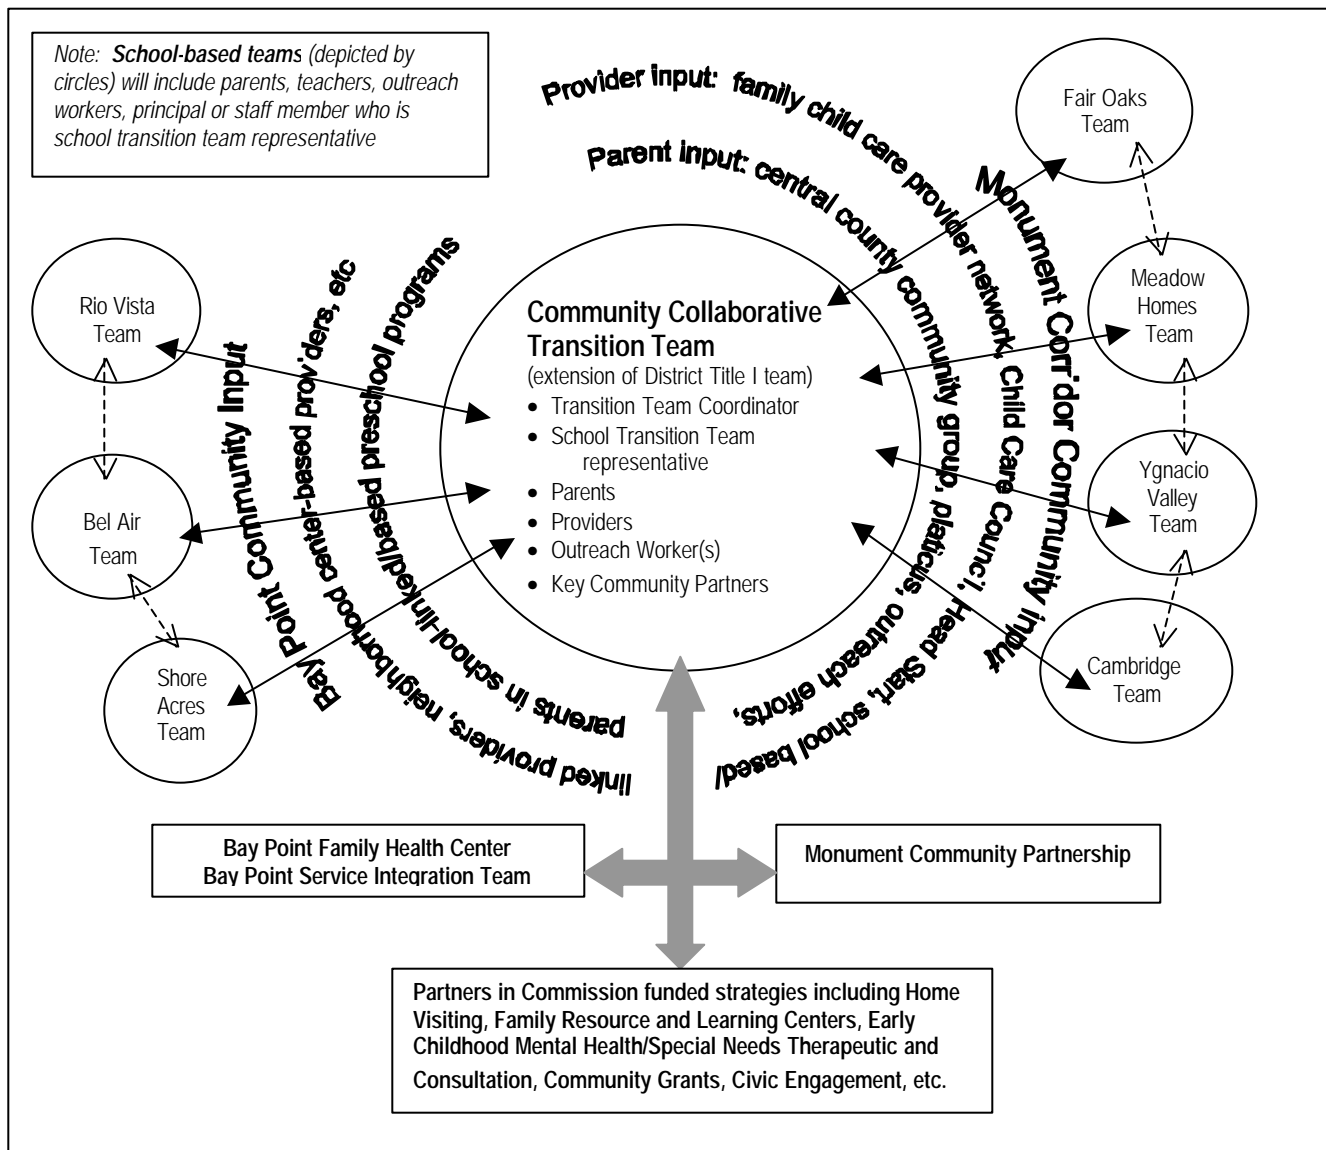 Note: School-based teams (depicted by
circles) will include parents, teachers, outreach
workers, principal or staff member who is
school transition team representative
Provider input: family child care provider network, Child Care Council, Head Start, school based/
linked providers, neighborhood center-based providers, etc
Parent input: central county community group, platicus, outreach efforts,
parents in school-linked/based preschool programs
Monument Corridor Community input
Bay Point Community Input
Fair Oaks
Team
Meadow
Homes
Team
Ygnacio
Valley
Team
Cambridge
Team
Rio Vista
Team
Bel Air
Team
Shore
Acres
Team
Community Collaborative
Transition Team
(extension of District Title I team)
• Transition Team Coordinator
• School Transition Team
representative
• Parents
• Providers
• Outreach Worker(s)
• Key Community Partners
Bay Point Family Health Center
Bay Point Service Integration Team
Monument Community Partnership
Partners in Commission funded strategies including Home
Visiting, Family Resource and Learning Centers, Early
Childhood Mental Health/Special Needs Therapeutic and
Consultation, Community Grants, Civic Engagement, etc.